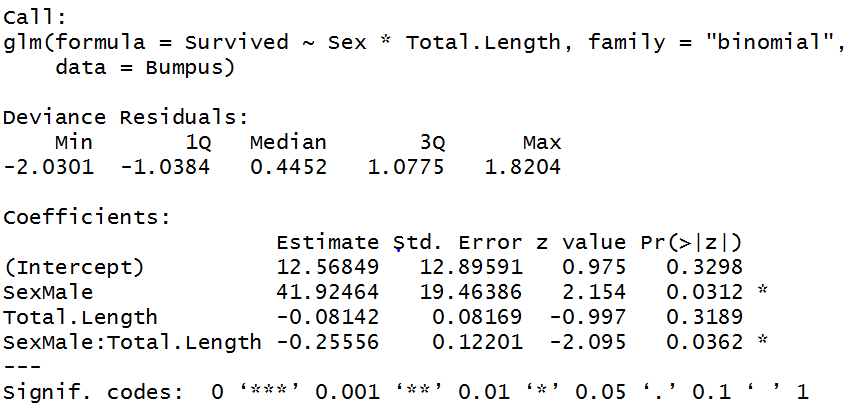 Call:
glm(formula = Survived ~ Sex * Total.Length, family = "binomial",
    data = Bumpus)

Deviance Residuals:
    Min       1Q   Median       3Q      Max
-2.0301  -1.0384   0.4452   1.0775   1.8204

Coefficients:
                      Estimate Ştd. Error z value Pr(>|z|)
(Intercept)           12.56849   12.89591   0.975   0.3298
SexMale               41.92464   19.46386   2.154   0.0312 *
Total.Length          -0.08142    0.08169  -0.997   0.3189
SexMale:Total.Length -0.25556    0.12201  -2.095   0.0362 *
---
Signif. codes:  0 ‘***’ 0.001 ‘**’ 0.01 ‘*’ 0.05 ‘.’ 0.1 ‘ ’ 1